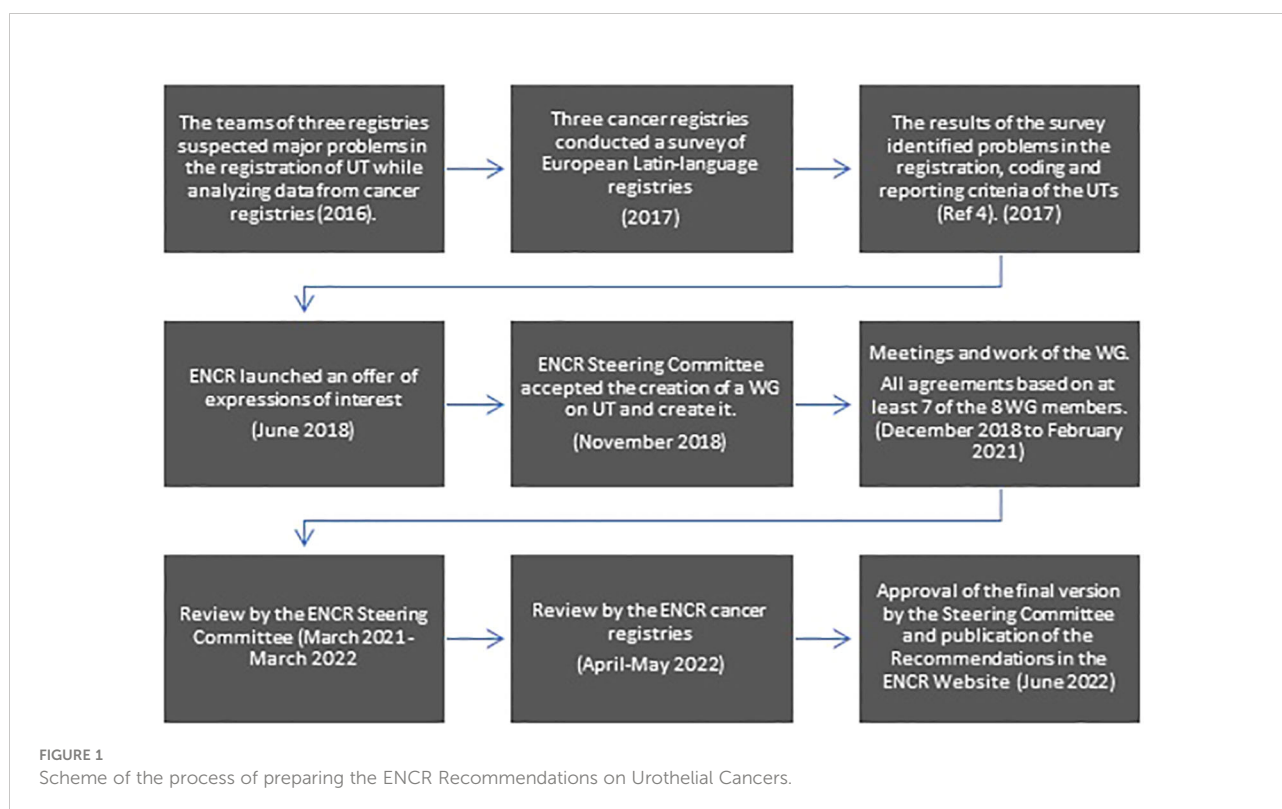 The teams of three registries
suspected major problems in
the registration of UT while
analyzing data from cancer
registries (2016).
Three cancer registries
conducted a survey of
European Latin-language
registries
(2017)
The results of the survey
identified problems in the
registration, coding and
reporting criteria of the UTs
(Ref 4). (2017)
ENCR launched an offer of
expressions of interest
(June 2018)
ENCR Steering Committee
accepted the creation of a WG
on UT and create it.
(November 2018)
Meetings and work of the WG.
All agreements based on at
least 7 of the 8 WG members.
(December 2018 to February
2021)
Review by the ENCR Steering
Committee (March 2021-
March 2022
Review by the ENCR cancer
registries
(April-May 2022)
Approval of the final version
by the Steering Committee
and publication of the
Recommendations in the
ENCR Website (June 2022)
FIGURE 1
Scheme of the process of preparing the ENCR Recommendations on Urothelial Cancers.